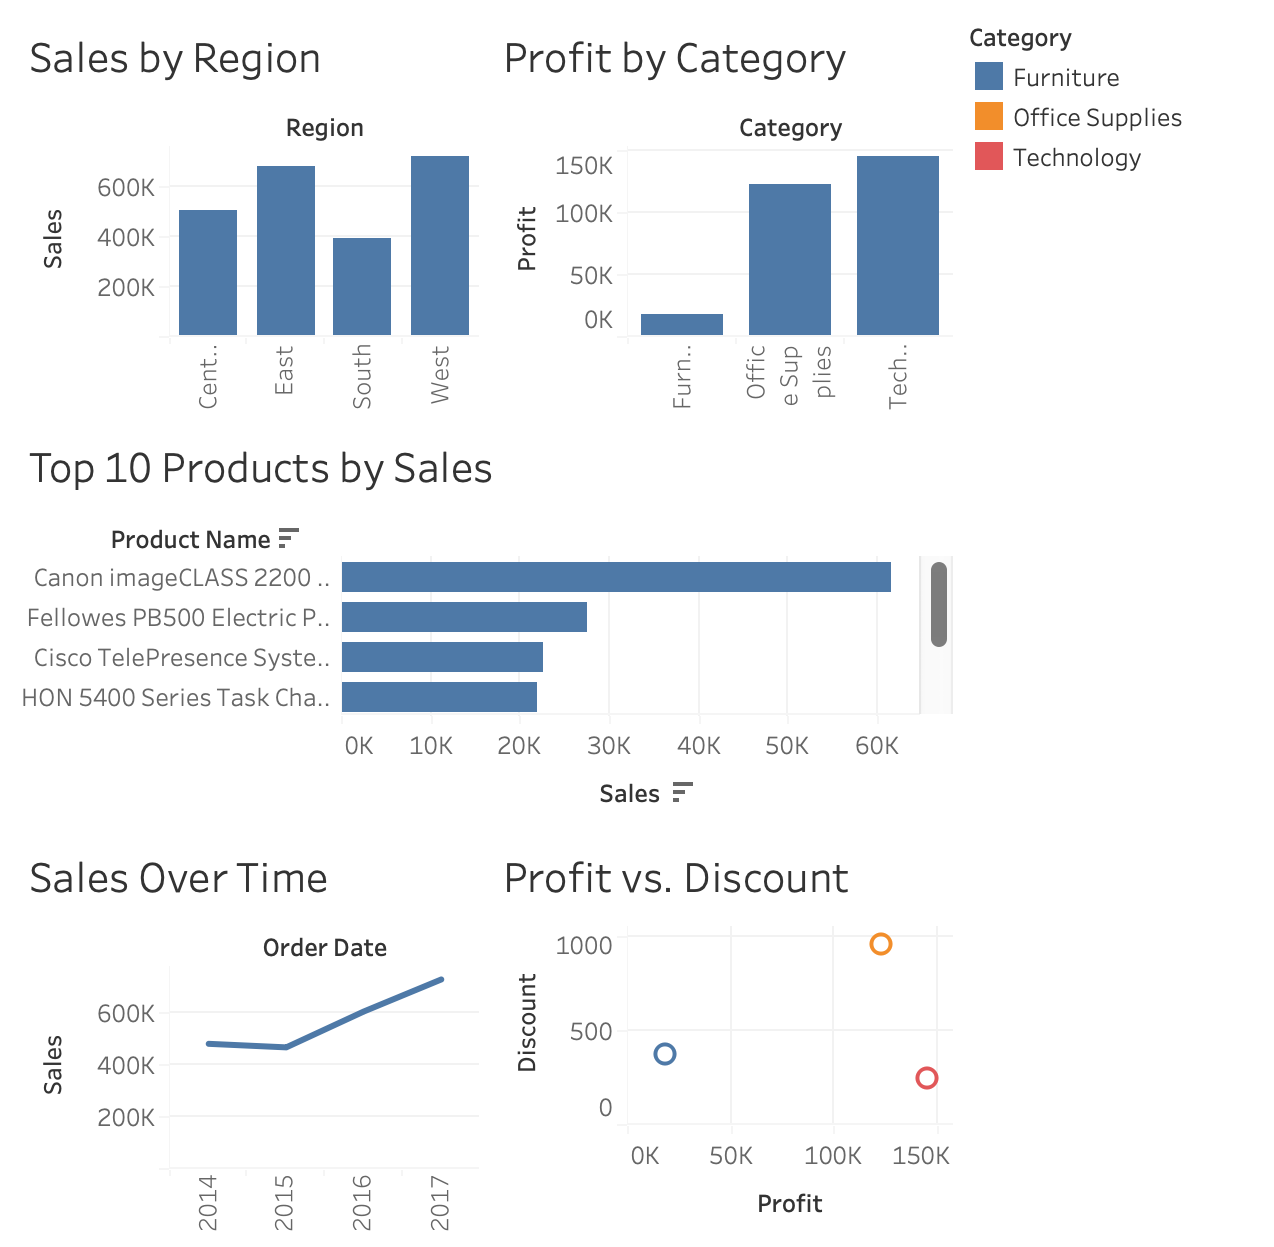 Sales by Region
Region
Sales
600K
400K
200K
Cent..
East
South
West
Profit by Category
Category
Profit
150K
100K
50K
0K
Furn..
Offic
e Sup
plies
Tech..
Category
Furniture
Office Supplies
Technology
Top 10 Products by Sales
Product Name
Canon imageCLASS 2200 ..
Fellowes PB500 Electric P..
Cisco TelePresence Syste..
HON 5400 Series Task Cha..
0K 10K 20K 30K 40K 50K 60K
Sales
Sales Over Time
Order Date
Sales
600K
400K
200K
2014
2015
2016
2017
Profit vs. Discount
Discount
1000
500
0
0K 50K 100K 150K
Profit